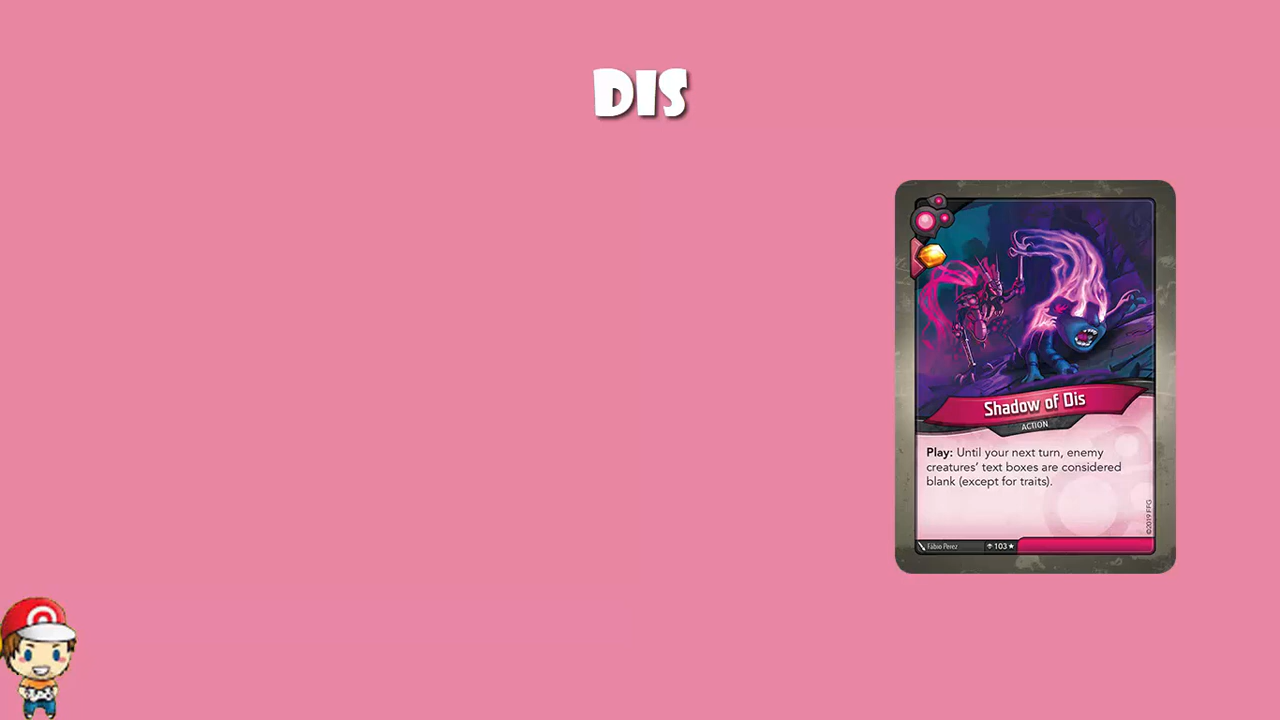 DIS
Shadow of Dis
ACTION
Play: Until your next turn, enemy
creatures' text boxes are considered
blank (except for traits).
©2019 FFG
Fábio Perez
103